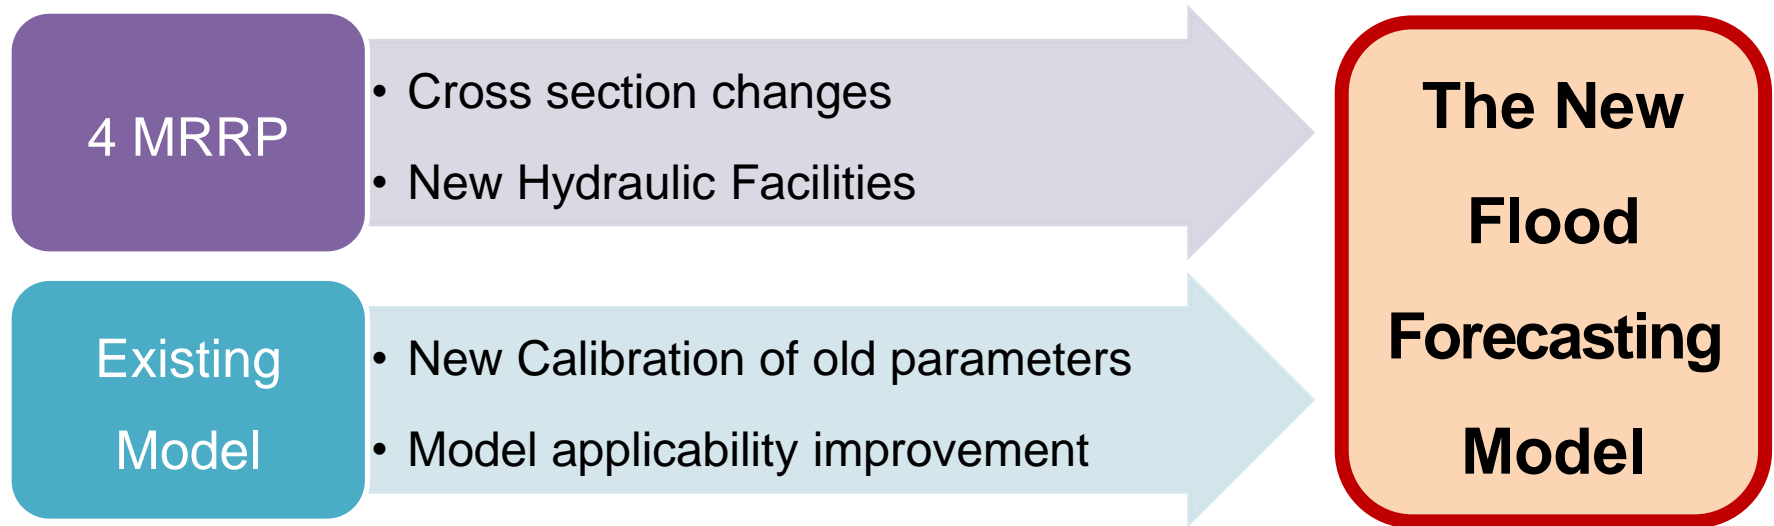 4 MRRP
• Cross section changes
• New Hydraulic Facilities
Existing
Model
• New Calibration of old parameters
• Model applicability improvement
The New
Flood
Forecasting
Model